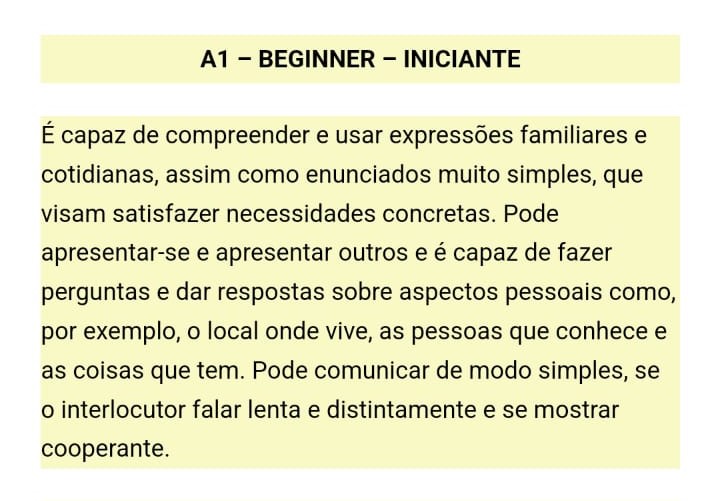 A1 – BEGINNER – INICIANTE
É capaz de compreender e usar expressões familiares e
cotidianas, assim como enunciados muito simples, que
visam satisfazer necessidades concretas. Pode
apresentar-se e apresentar outros e é capaz de fazer
perguntas e dar respostas sobre aspectos pessoais como,
por exemplo, o local onde vive, as pessoas que conhece e
as coisas que tem. Pode comunicar de modo simples, se
o interlocutor falar lenta e distintamente e se mostrar
cooperante.